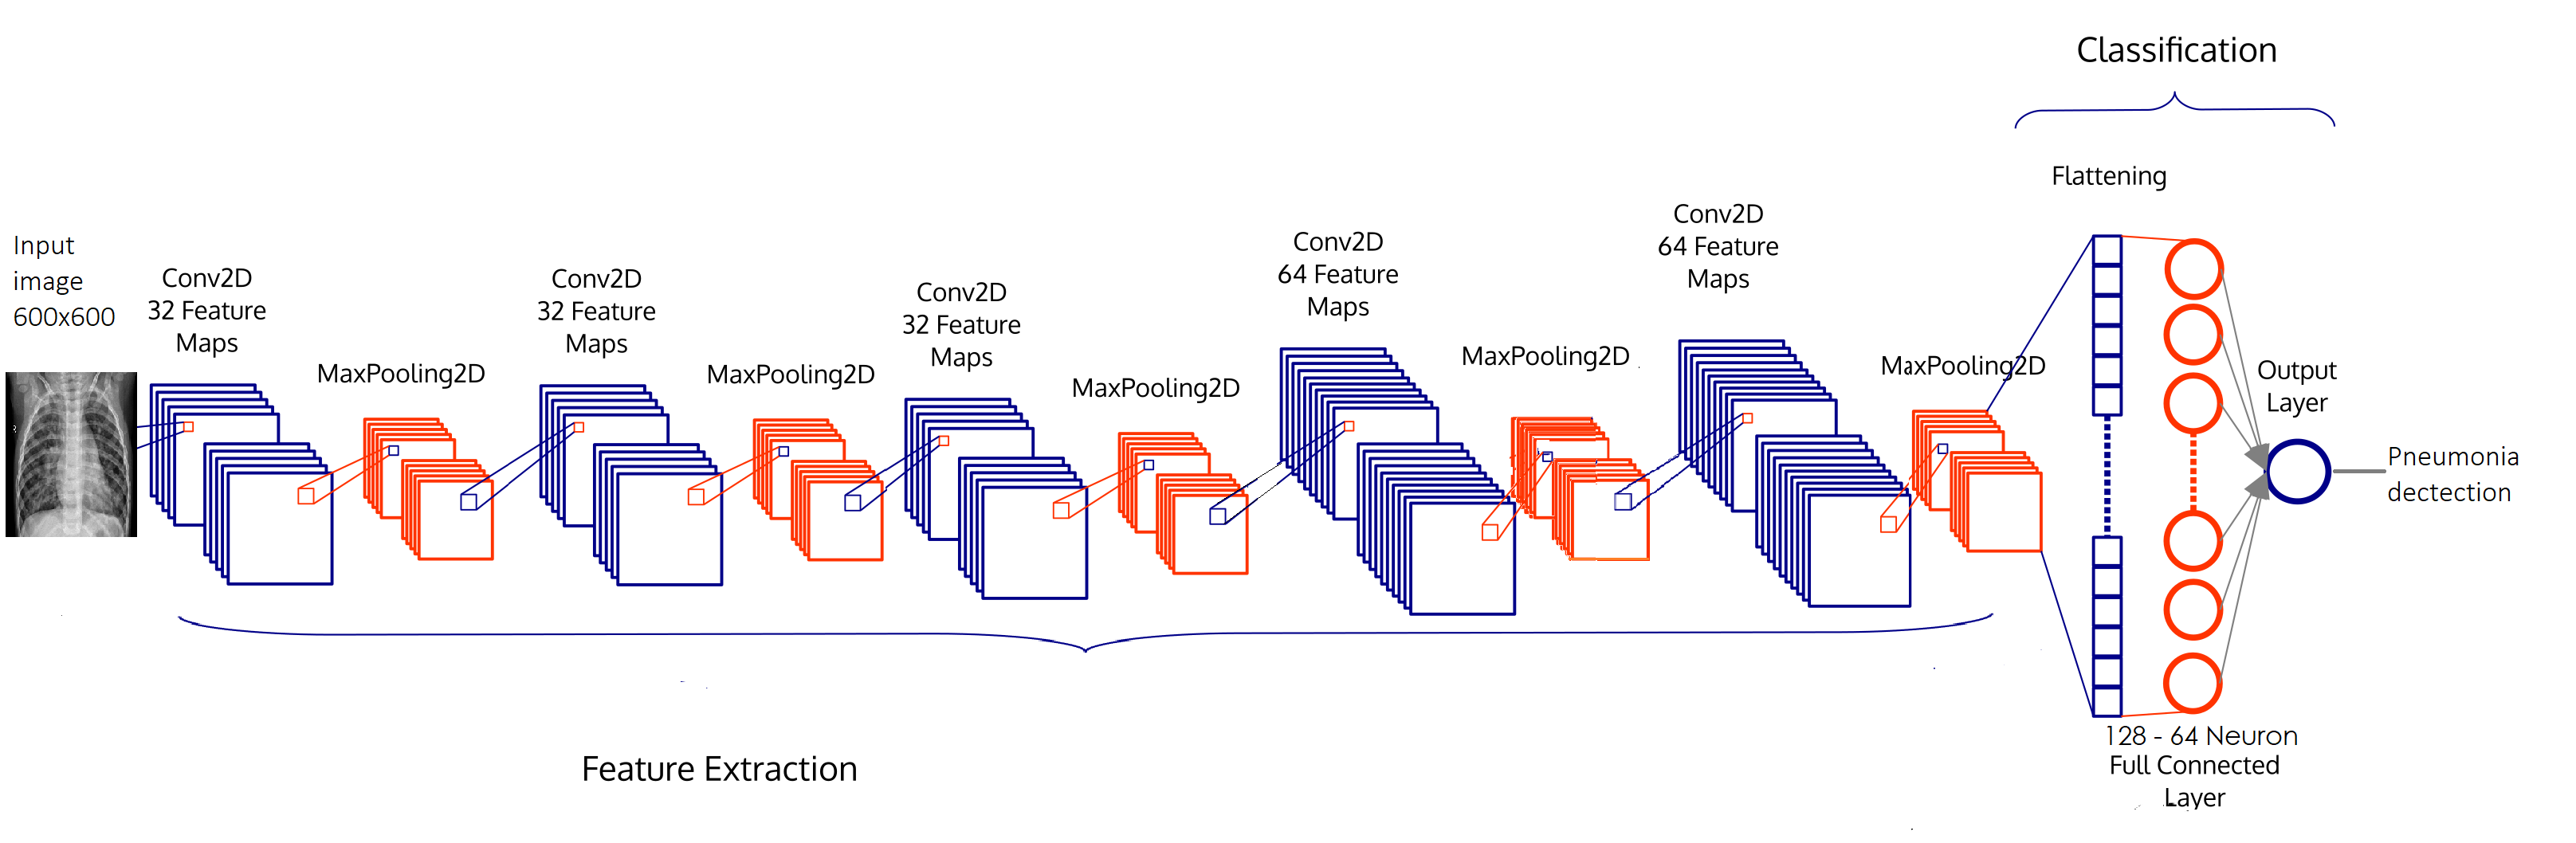 Classification
Flattening
Input
image
600x600
Conv2D
32 Feature
Maps
MaxPooling2D
Conv2D
32 Feature
Maps
MaxPooling2D
Conv2D
32 Feature
Maps
MaxPooling2D
Conv2D
64 Feature
Maps
MaxPooling2D
Conv2D
64 Feature
Maps
MaxPooling2D
Output
Layer
Pneumonia
dectection
128 - 64 Neuron
Full Connected
Layer
Feature Extraction